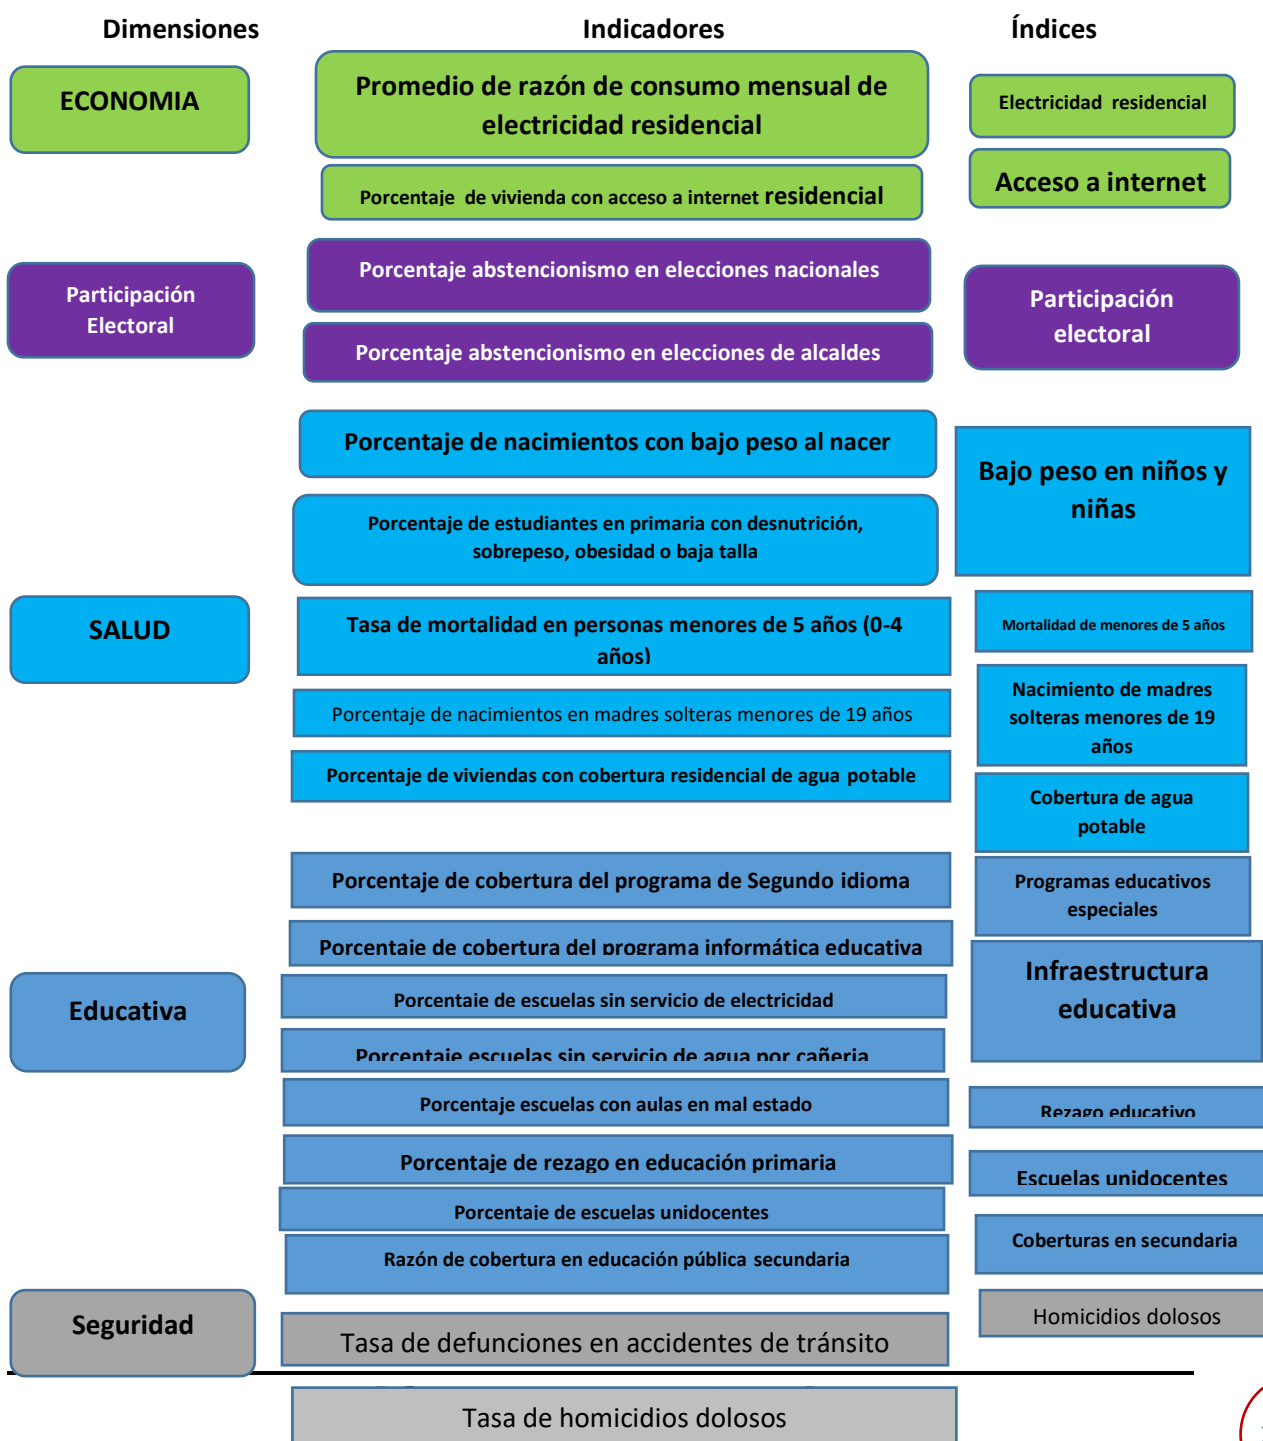 Dimensiones
Indicadores
Índices
ECONOMIA
Promedio de razón de consumo mensual de
electricidad residencial
Electricidad residencial
Porcentaje de vivienda con acceso a internet residencial
Acceso a internet
Participación
Electoral
Porcentaje abstencionismo en elecciones nacionales
Porcentaje abstencionismo en elecciones de alcaldes
Participación
electoral
Porcentaje de nacimientos con bajo peso al nacer
Bajo peso en niños y
niñas
Porcentaje de estudiantes en primaria con desnutrición,
sobrepeso, obesidad o baja talla
SALUD
Tasa de mortalidad en personas menores de 5 años (0-4
años)
Mortalidad de menores de 5 años
Porcentaje de nacimientos en madres solteras menores de 19 años
Nacimiento de madres
solteras menores de 19
años
Porcentaje de viviendas con cobertura residencial de agua potable
Cobertura de agua
potable
Porcentaje de cobertura del programa de Segundo idioma
Programas educativos
especiales
Porcentaje de cobertura del programa informática educativa
Infraestructura
educativa
Educativa
Porcentaje de escuelas sin servicio de electricidad
Porcentaje escuelas sin servicio de agua por cañeria
Porcentaje escuelas con aulas en mal estado
Rezago educativo
Porcentaje de rezago en educación primaria
Escuelas unidocentes
Porcentaje de escuelas unidocentes
Razón de cobertura en educación pública secundaria
Coberturas en secundaria
Seguridad
Tasa de defunciones en accidentes de tránsito
Homicidios dolosos
Tasa de homicidios dolosos